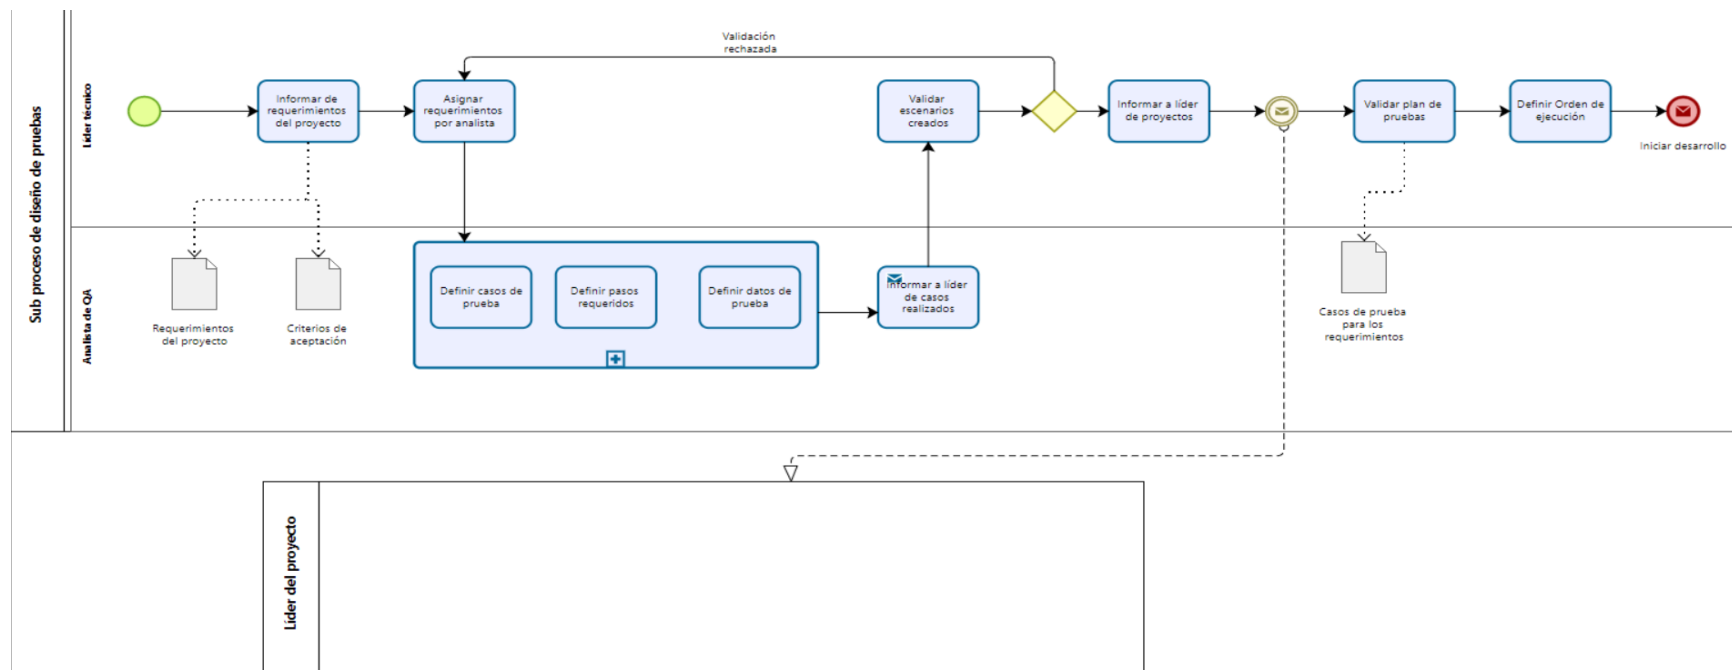 Sub proceso de diseño de pruebas
Líder técnico
Informar de
requerimientos
del proyecto
Asignar
requerimientos
por analista
Validación
rechazada
Validar
escenarios
creados
Informar a líder
de proyectos
Validar plan de
pruebas
Definir Orden de
ejecución
Iniciar desarrollo
Analista de QA
Requerimientos
del proyecto
Criterios de
aceptación
Definir casos de
prueba
Definir pasos
requeridos
Definir datos de
prueba
Informar a líder
de casos
realizados
Casos de prueba
para los
requerimientos
Líder del proyecto